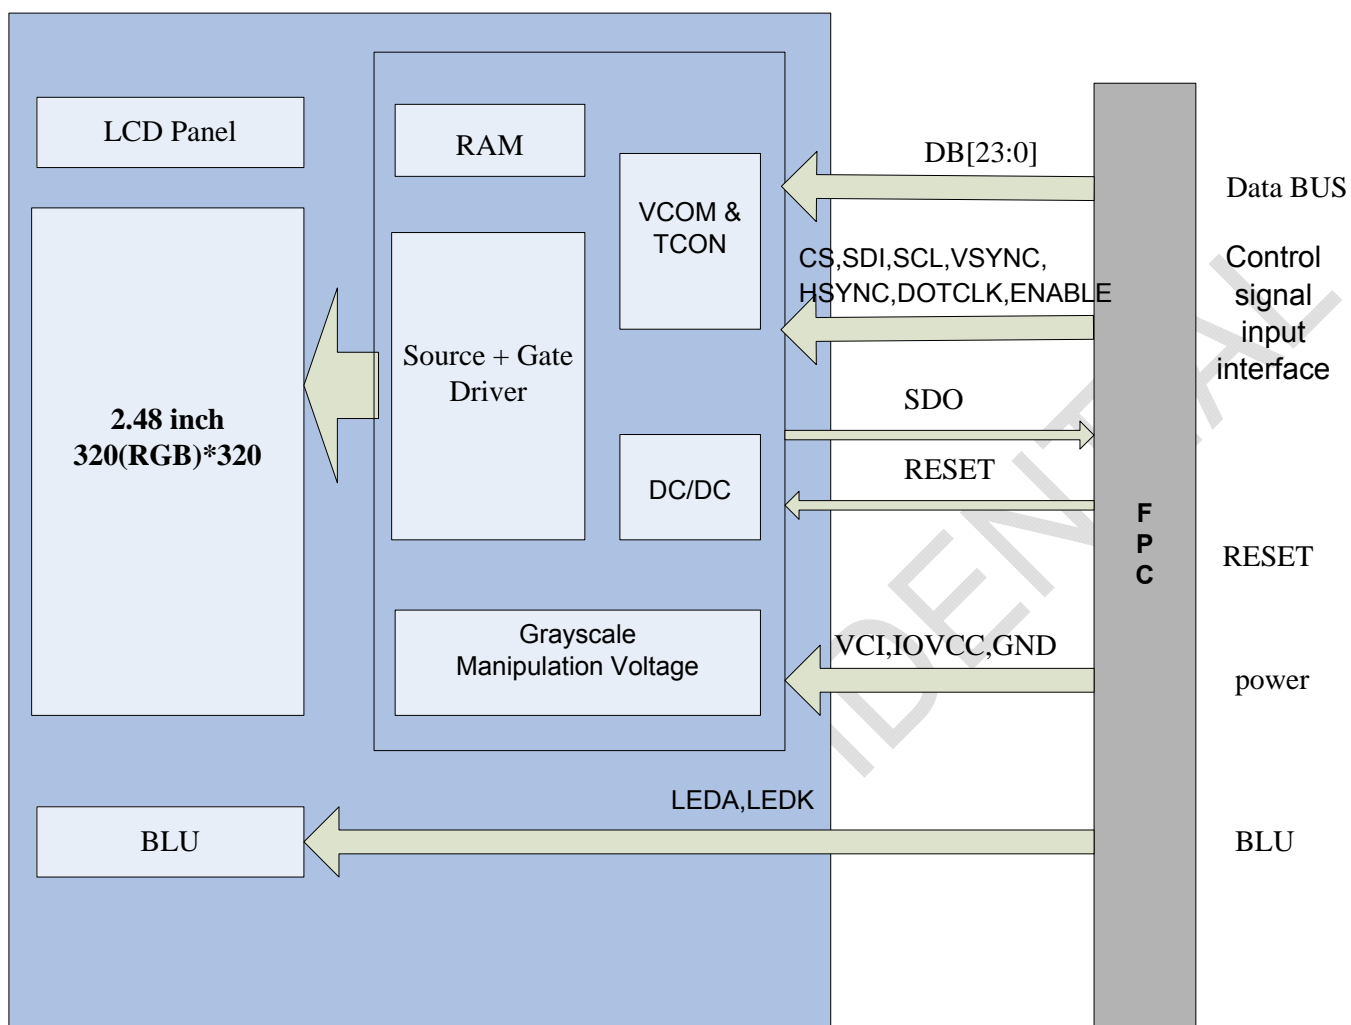 LCD Panel
RAM
VCOM &
TCON
DB[23:0]
Data BUS
CS,SDI,SCL,VSYNC,
HSYNC,DOTCLK,ENABLE
Control
signal
input
interface
Source + Gate
Driver
2.48 inch
320(RGB)*320
SDO
RESET
DC/DC
F
P
C
RESET
Grayscale
Manipulation Voltage
VCI,IOVCC,GND
power
LEDA,LEDK
BLU
BLU
IDENTIAL